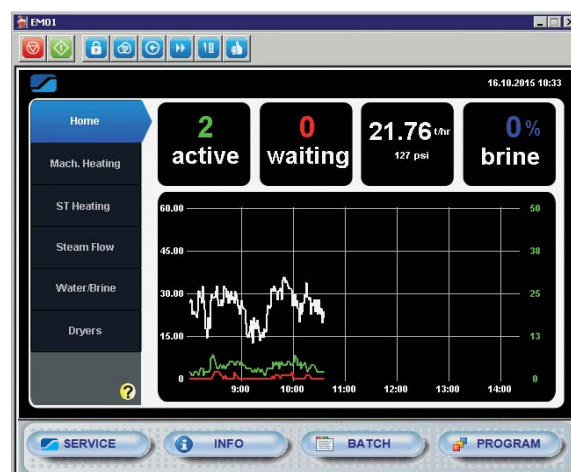 EM01
16.10.2015 10:33
Home
Mach. Heating
ST Heating
Steam Flow
Water/Brine
Dryers
?
2 active
0 waiting
21.76 t/hr
127 psi
0% brine
60.00 50
45.00 38
30.00 25
15.00 13
0 0
9:00 10:00 11:00 12:00 13:00 14:00
SERVICE INFO BATCH PROGRAM